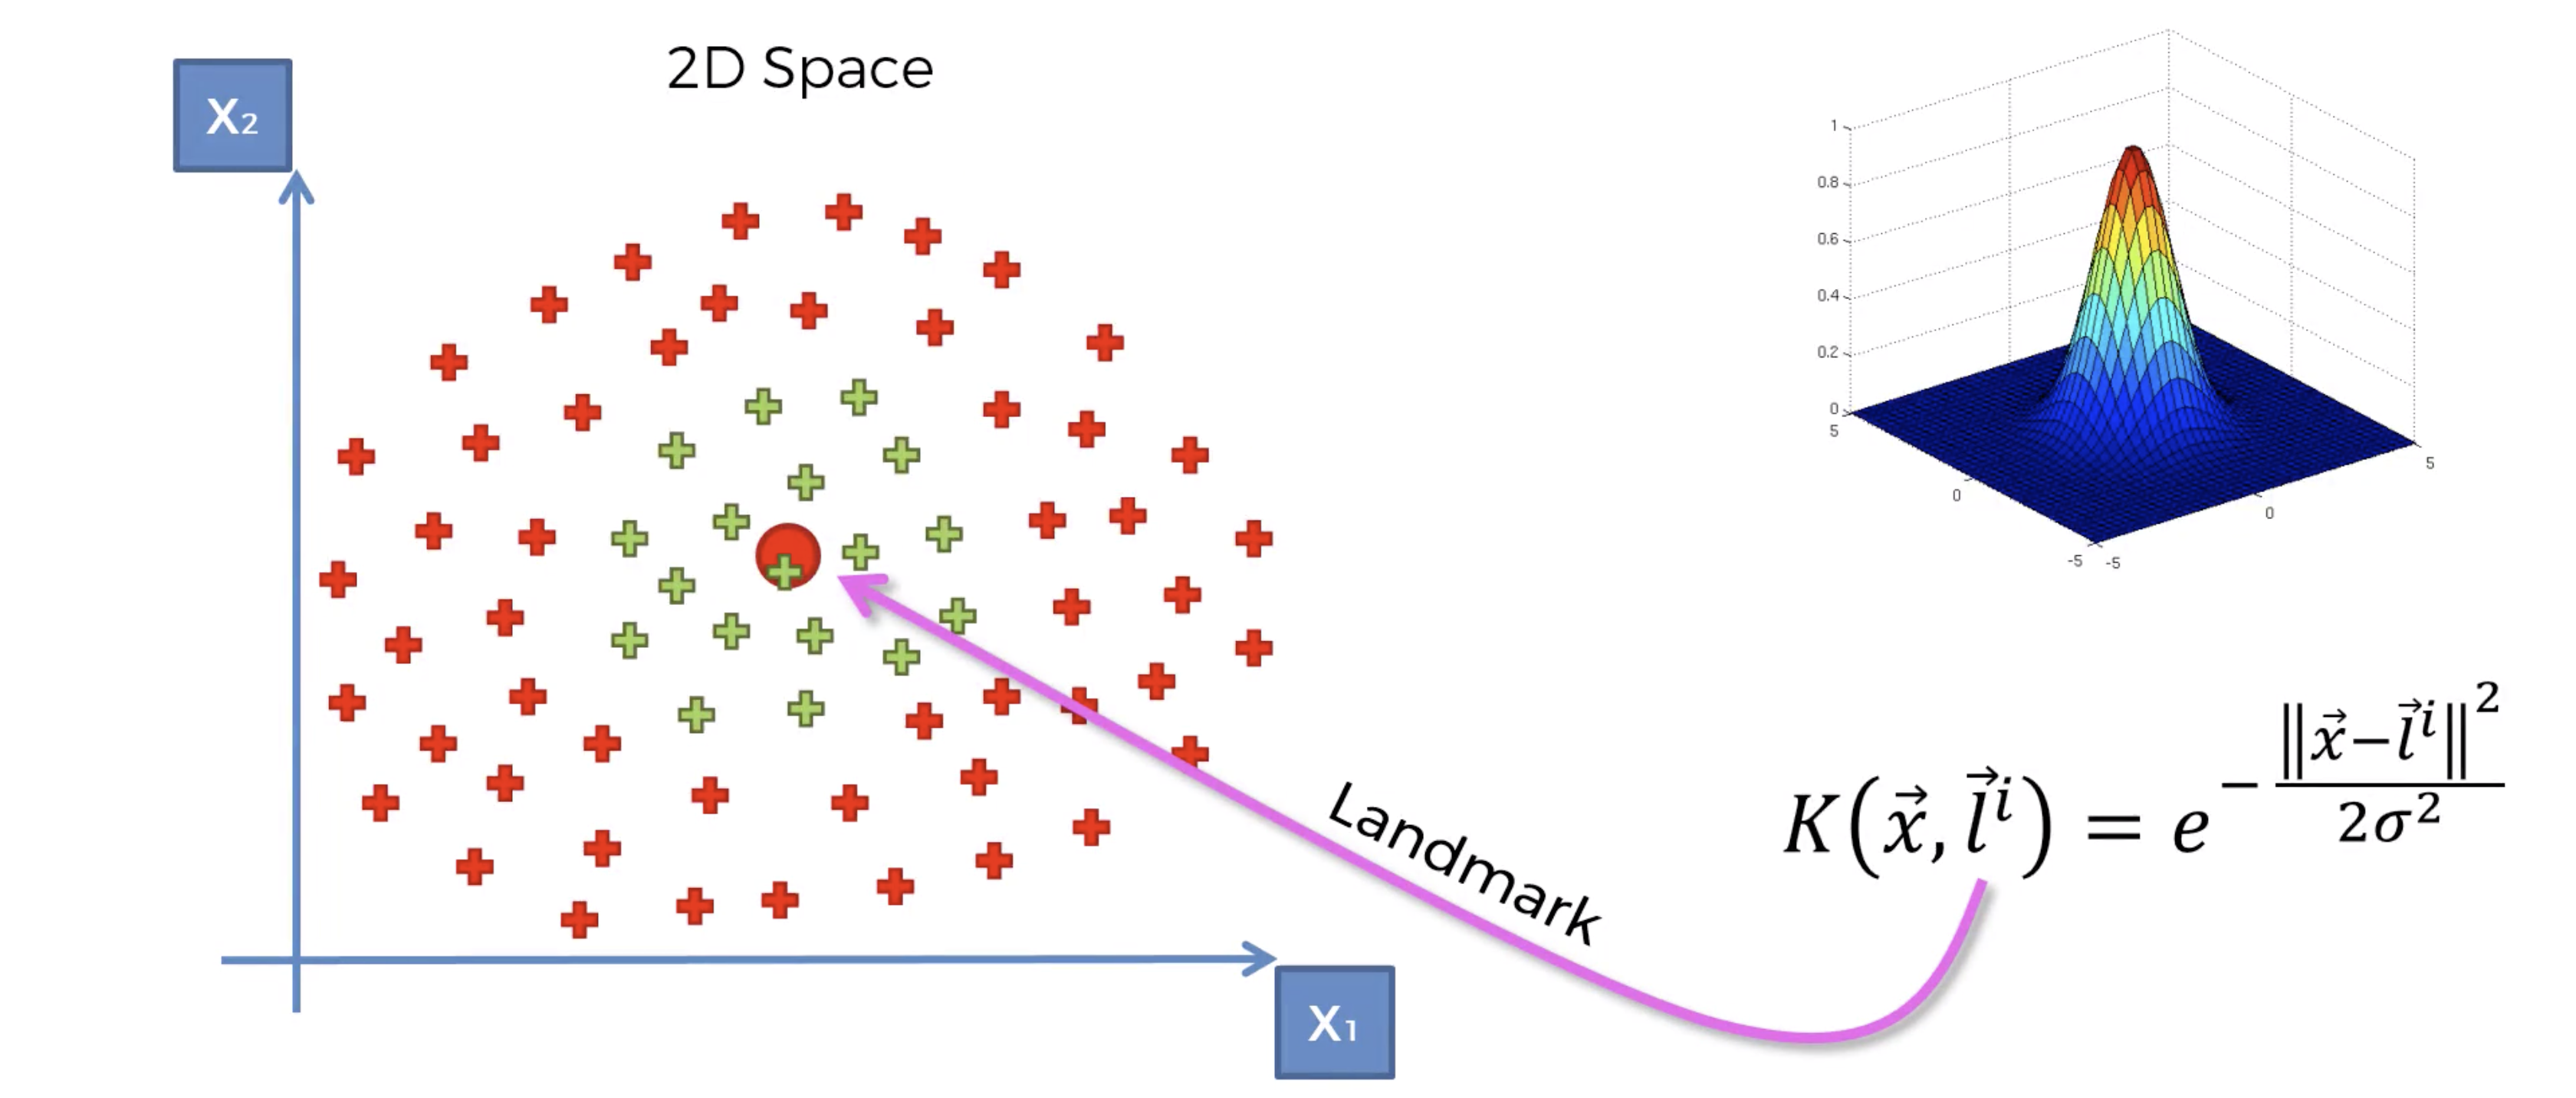 2D Space
X₂
1
0.8
0.6
0.4
0.2
0
5
0
-5
-5
0
5
K(x⃗, l⃗ⁱ) = e^(-‖x⃗−l⃗ⁱ‖²/2σ²)
Landmark
X₁